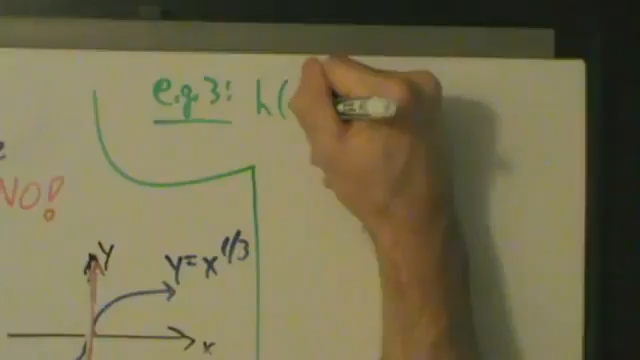 e.g 3: h(
NO!
y
y = x^1/3
x